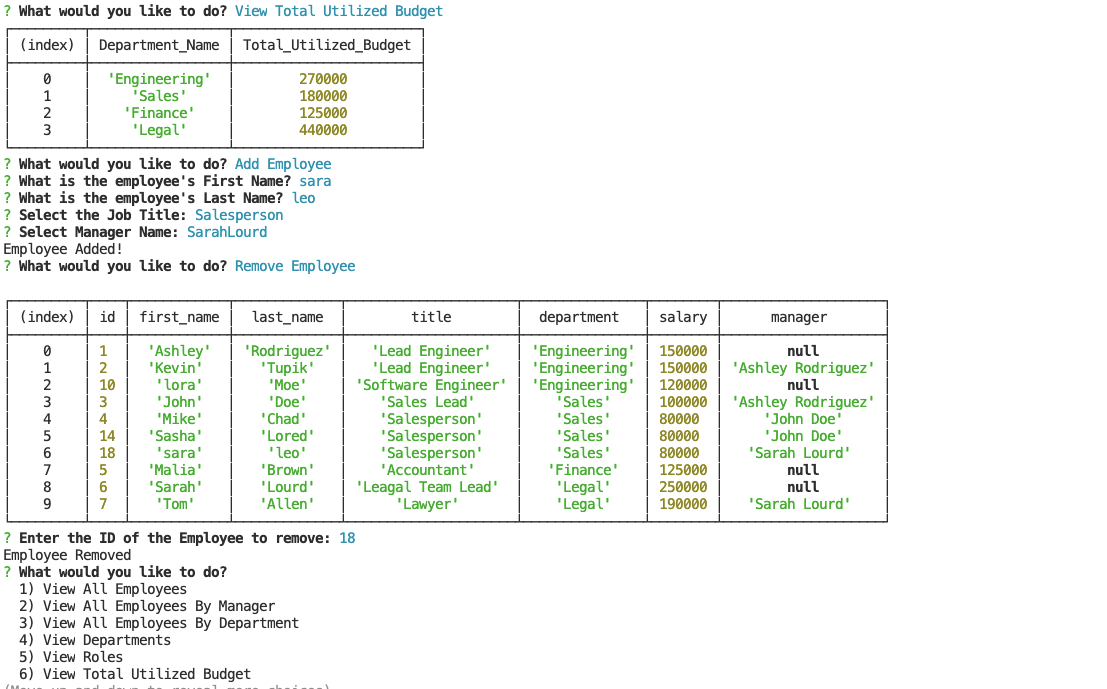 ? What would you like to do? View Total Utilized Budget
(index) Department_Name Total_Utilized_Budget
0 'Engineering' 270000
1 'Sales' 180000
2 'Finance' 125000
3 'Legal' 440000
? What would you like to do? Add Employee
? What is the employee's First Name? sara
? What is the employee's Last Name? leo
? Select the Job Title: Salesperson
? Select Manager Name: SarahLourd
Employee Added!
? What would you like to do? Remove Employee
(index) id first_name last_name title department salary manager
0 1 'Ashley' 'Rodriguez' 'Lead Engineer' 'Engineering' 150000 null
1 2 'Kevin' 'Tupik' 'Lead Engineer' 'Engineering' 150000 'Ashley Rodriguez'
2 10 'lora' 'Moe' 'Software Engineer' 'Engineering' 120000 null
3 3 'John' 'Doe' 'Sales Lead' 'Sales' 100000 'Ashley Rodriguez'
4 4 'Mike' 'Chad' 'Salesperson' 'Sales' 80000 'John Doe'
5 14 'Sasha' 'Lored' 'Salesperson' 'Sales' 80000 'John Doe'
6 18 'sara' 'leo' 'Salesperson' 'Sales' 80000 'Sarah Lourd'
7 5 'Malia' 'Brown' 'Accountant' 'Finance' 125000 null
8 6 'Sarah' 'Lourd' 'Leagal Team Lead' 'Legal' 250000 null
9 7 'Tom' 'Allen' 'Lawyer' 'Legal' 190000 'Sarah Lourd'
? Enter the ID of the Employee to remove: 18
Employee Removed
? What would you like to do?
1) View All Employees
2) View All Employees By Manager
3) View All Employees By Department
4) View Departments
5) View Roles
6) View Total Utilized Budget
(Move up and down to reveal more choices)